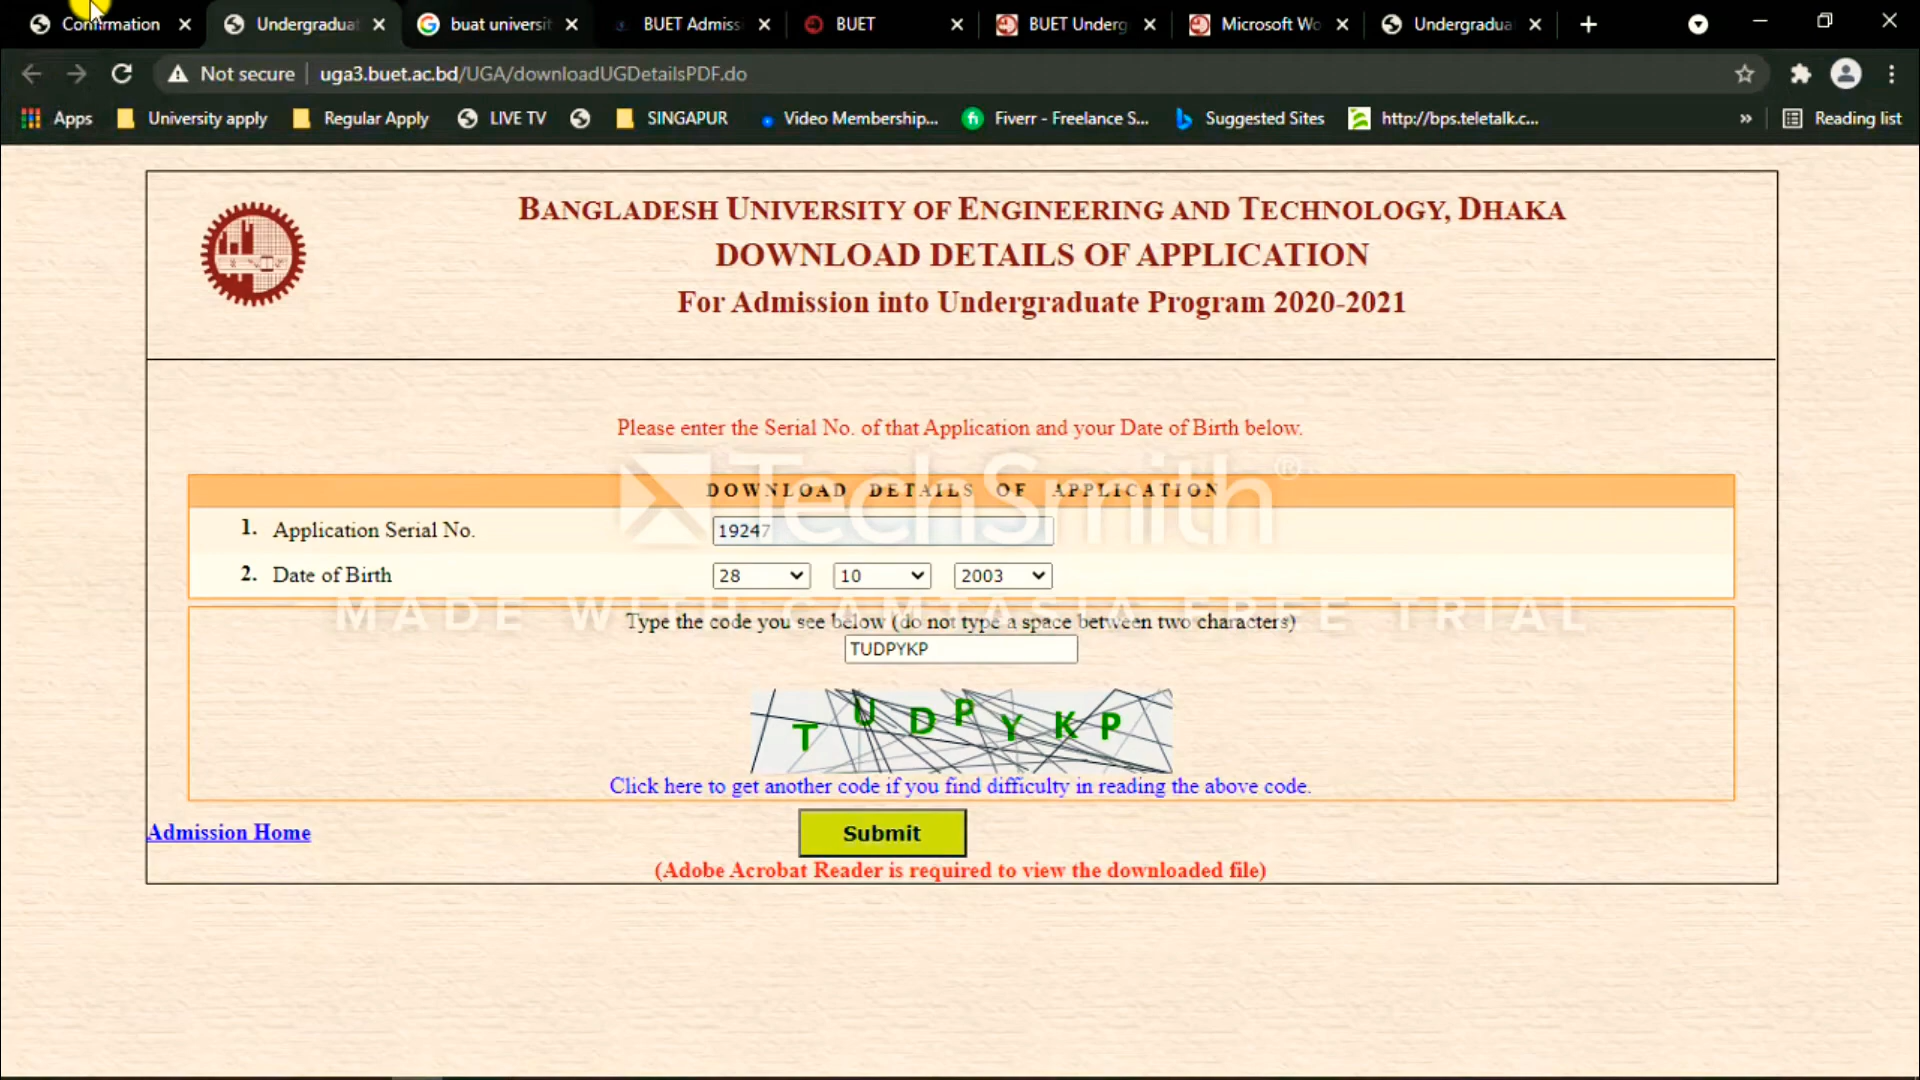 Confirmation
Undergradua
buat universit
BUET Admiss
BUET
BUET Underg
Microsoft Wo
Undergradua
Not secure
uga3.buet.ac.bd/UGA/downloadUGDetailsPDF.do
Apps
University apply
Regular Apply
LIVE TV
SINGAPUR
Video Membership...
Fiverr - Freelance S...
Suggested Sites
http://bps.teletalk.c...
»
Reading list
BANGLADESH UNIVERSITY OF ENGINEERING AND TECHNOLOGY, DHAKA
DOWNLOAD DETAILS OF APPLICATION
For Admission into Undergraduate Program 2020-2021
Please enter the Serial No. of that Application and your Date of Birth below.
TechSmith®
DOWNLOAD DETAILS OF APPLICATION
1. Application Serial No. 19247
2. Date of Birth 28 10 2003
MADE WITH CAMTASIA FREE TRIAL
Type the code you see below (do not type a space between two characters)
TUDPYKP
T U D P Y K P
Click here to get another code if you find difficulty in reading the above code.
Admission Home
Submit
(Adobe Acrobat Reader is required to view the downloaded file)